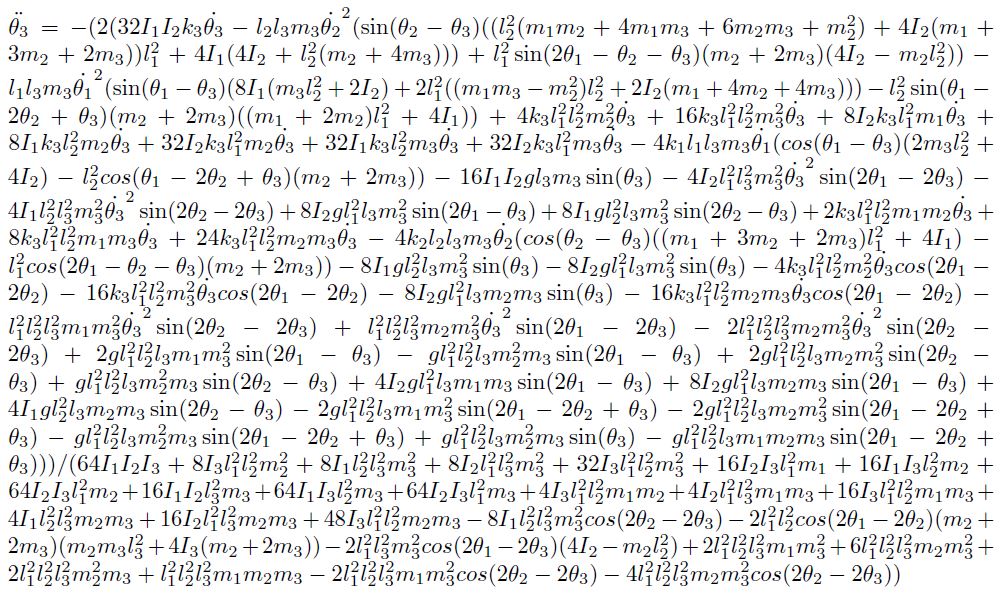 θ̈₃ = −(2(32I₁I₂k₃θ̇₃ − l₂l₃m₃θ̇₂²(sin(θ₂ − θ₃)((l₂²(m₁m₂ + 4m₁m₃ + 6m₂m₃ + m₂²) + 4I₂(m₁ +
3m₂ + 2m₃))l₁² + 4I₁(4I₂ + l₂²(m₂ + 4m₃))) + l₁² sin(2θ₁ − θ₂ − θ₃)(m₂ + 2m₃)(4I₂ − m₂l₂²)) −
l₁l₃m₃θ̇₁²(sin(θ₁ − θ₃)(8I₁(m₃l₂² + 2I₂) + 2l₁²((m₁m₃ − m₂²)l₂² + 2I₂(m₁ + 4m₂ + 4m₃))) − l₂² sin(θ₁ −
2θ₂ + θ₃)(m₂ + 2m₃)((m₁ + 2m₂)l₁² + 4I₁)) + 4k₃l₁²l₂²m₂²θ̇₃ + 16k₃l₁²l₂²m₃²θ̇₃ + 8I₂k₃l₁²m₁θ̇₃ +
8I₁k₃l₂²m₂θ̇₃ + 32I₂k₃l₁²m₂θ̇₃ + 32I₁k₃l₂²m₃θ̇₃ + 32I₂k₃l₁²m₃θ̇₃ − 4k₁l₁l₃m₃θ̇₁(cos(θ₁ − θ₃)(2m₃l₂² +
4I₂) − l₂²cos(θ₁ − 2θ₂ + θ₃)(m₂ + 2m₃)) − 16I₁I₂gl₃m₃ sin(θ₃) − 4I₂l₁²l₃²m₃²θ̇₃² sin(2θ₁ − 2θ₃) −
4I₁l₂²l₃²m₃²θ̇₃² sin(2θ₂ − 2θ₃) + 8I₂gl₁²l₃m₃² sin(2θ₁ − θ₃) + 8I₁gl₂²l₃m₃² sin(2θ₂ − θ₃) + 2k₃l₁²l₂²m₁m₂θ̇₃ +
8k₃l₁²l₂²m₁m₃θ̇₃ + 24k₃l₁²l₂²m₂m₃θ̇₃ − 4k₂l₂l₃m₃θ̇₂(cos(θ₂ − θ₃)((m₁ + 3m₂ + 2m₃)l₁² + 4I₁) −
l₁²cos(2θ₁ − θ₂ − θ₃)(m₂ + 2m₃)) − 8I₁gl₂²l₃m₃² sin(θ₃) − 8I₂gl₁²l₃m₃² sin(θ₃) − 4k₃l₁²l₂²m₂²θ̇₃cos(2θ₁ −
2θ₂) − 16k₃l₁²l₂²m₃²θ̇₃cos(2θ₁ − 2θ₂) − 8I₂gl₁²l₃m₂m₃ sin(θ₃) − 16k₃l₁²l₂²m₂m₃θ̇₃cos(2θ₁ − 2θ₂) −
l₁²l₂²l₃²m₁m₃²θ̇₃² sin(2θ₂ − 2θ₃) + l₁²l₂²l₃²m₂m₃²θ̇₃² sin(2θ₁ − 2θ₃) − 2l₁²l₂²l₃²m₂m₃²θ̇₃² sin(2θ₂ −
2θ₃) + 2gl₁²l₂²l₃m₁m₃² sin(2θ₁ − θ₃) − gl₁²l₂²l₃m₂²m₃ sin(2θ₁ − θ₃) + 2gl₁²l₂²l₃m₂m₃² sin(2θ₂ −
θ₃) + gl₁²l₂²l₃m₂²m₃ sin(2θ₂ − θ₃) + 4I₂gl₁²l₃m₁m₃ sin(2θ₁ − θ₃) + 8I₂gl₁²l₃m₂m₃ sin(2θ₁ − θ₃) +
4I₁gl₂²l₃m₂m₃ sin(2θ₂ − θ₃) − 2gl₁²l₂²l₃m₁m₃² sin(2θ₁ − 2θ₂ + θ₃) − 2gl₁²l₂²l₃m₂m₃² sin(2θ₁ − 2θ₂ +
θ₃) − gl₁²l₂²l₃m₂²m₃ sin(2θ₁ − 2θ₂ + θ₃) + gl₁²l₂²l₃m₂²m₃ sin(θ₃) − gl₁²l₂²l₃m₁m₂m₃ sin(2θ₁ − 2θ₂ +
θ₃)))/(64I₁I₂I₃ + 8I₃l₁²l₂²m₂² + 8I₁l₂²l₃²m₃² + 8I₂l₁²l₃²m₃² + 32I₃l₁²l₂²m₃² + 16I₂I₃l₁²m₁ + 16I₁I₃l₂²m₂ +
64I₂I₃l₁²m₂ + 16I₁I₂l₃²m₃ + 64I₁I₃l₂²m₃ + 64I₂I₃l₁²m₃ + 4I₃l₁²l₂²m₁m₂ + 4I₂l₁²l₃²m₁m₃ + 16I₃l₁²l₂²m₁m₃ +
4I₁l₂²l₃²m₂m₃ + 16I₂l₁²l₃²m₂m₃ + 48I₃l₁²l₂²m₂m₃ − 8I₁l₂²l₃²m₃²cos(2θ₂ − 2θ₃) − 2l₁²l₂²cos(2θ₁ − 2θ₂)(m₂ +
2m₃)(m₂m₃l₃² + 4I₃(m₂ + 2m₃)) − 2l₁²l₃²m₃²cos(2θ₁ − 2θ₃)(4I₂ − m₂l₂²) + 2l₁²l₂²l₃²m₁m₃² + 6l₁²l₂²l₃²m₂m₃² +
2l₁²l₂²l₃²m₂²m₃ + l₁²l₂²l₃²m₁m₂m₃ − 2l₁²l₂²l₃²m₁m₃²cos(2θ₂ − 2θ₃) − 4l₁²l₂²l₃²m₂m₃²cos(2θ₂ − 2θ₃))